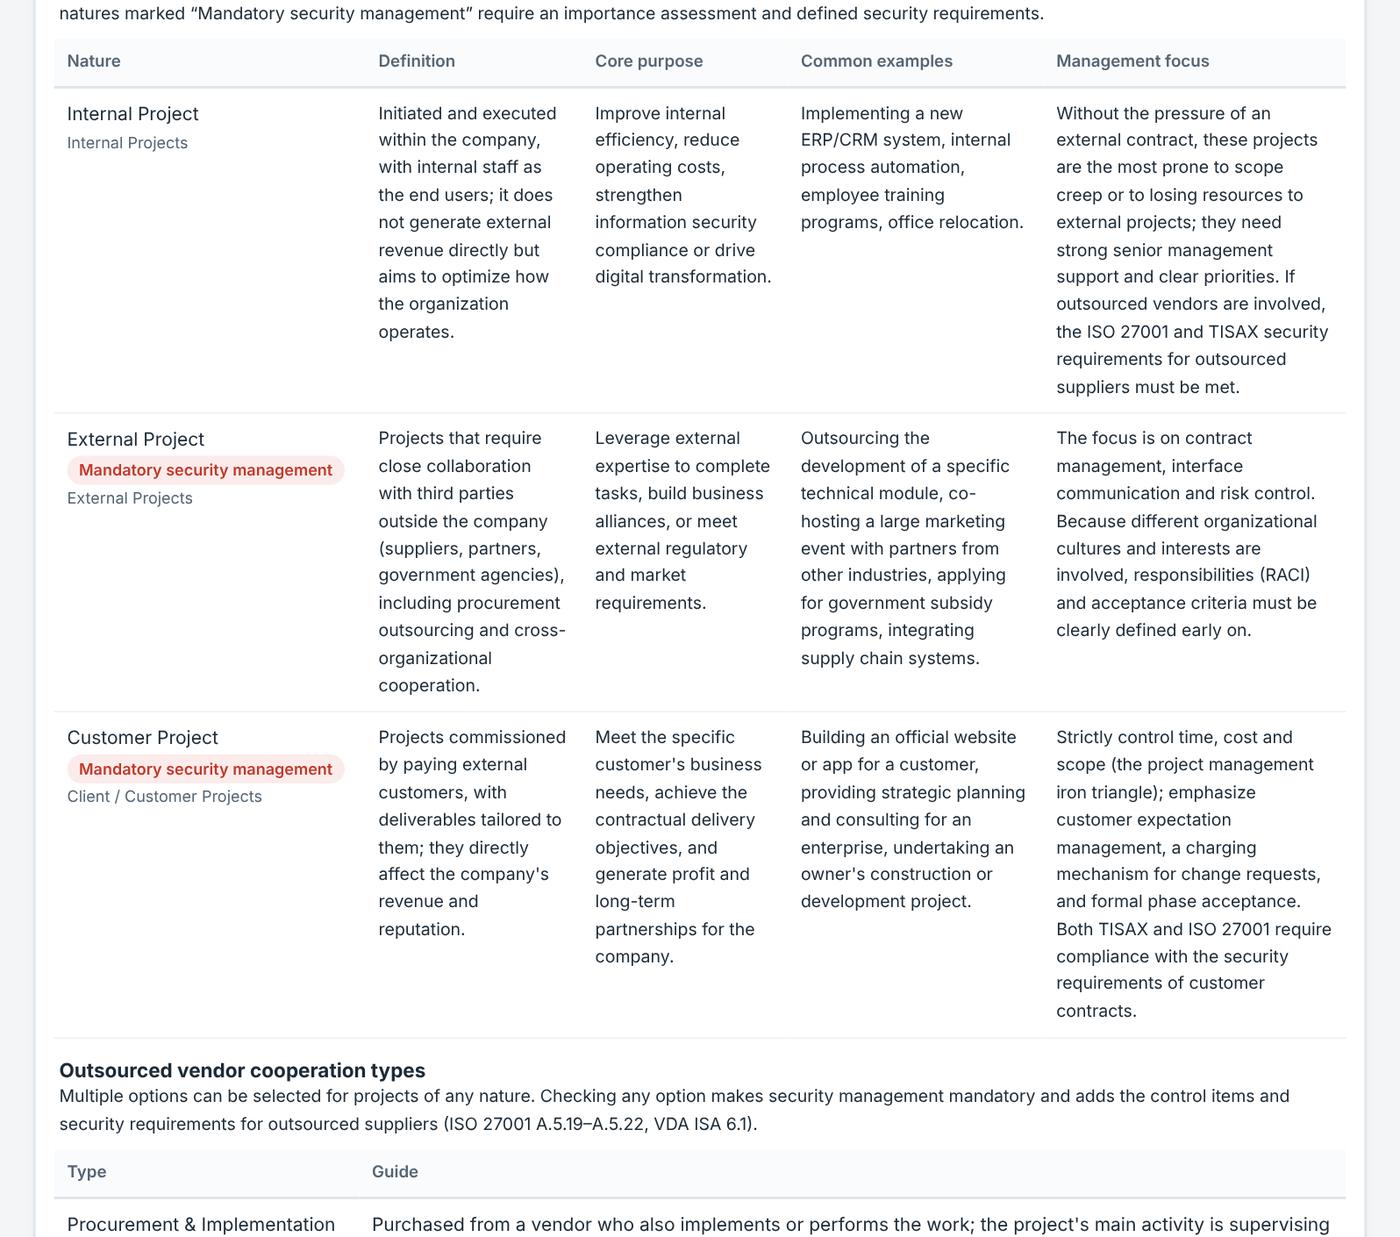 natures marked “Mandatory security management” require an importance assessment and defined security requirements.
Nature
Definition
Core purpose
Common examples
Management focus
Internal Project
Internal Projects
Initiated and executed
within the company,
with internal staff as
the end users; it does
not generate external
revenue directly but
aims to optimize how
the organization
operates.
Improve internal
efficiency, reduce
operating costs,
strengthen
information security
compliance or drive
digital transformation.
Implementing a new
ERP/CRM system, internal
process automation,
employee training
programs, office relocation.
Without the pressure of an
external contract, these projects
are the most prone to scope
creep or to losing resources to
external projects; they need
strong senior management
support and clear priorities. If
outsourced vendors are involved,
the ISO 27001 and TISAX security
requirements for outsourced
suppliers must be met.
External Project
Mandatory security management
External Projects
Projects that require
close collaboration
with third parties
outside the company
(suppliers, partners,
government agencies),
including procurement
outsourcing and cross-
organizational
cooperation.
Leverage external
expertise to complete
tasks, build business
alliances, or meet
external regulatory
and market
requirements.
Outsourcing the
development of a specific
technical module, co-
hosting a large marketing
event with partners from
other industries, applying
for government subsidy
programs, integrating
supply chain systems.
The focus is on contract
management, interface
communication and risk control.
Because different organizational
cultures and interests are
involved, responsibilities (RACI)
and acceptance criteria must be
clearly defined early on.
Customer Project
Mandatory security management
Client / Customer Projects
Projects commissioned
by paying external
customers, with
deliverables tailored to
them; they directly
affect the company's
revenue and
reputation.
Meet the specific
customer's business
needs, achieve the
contractual delivery
objectives, and
generate profit and
long-term
partnerships for the
company.
Building an official website
or app for a customer,
providing strategic planning
and consulting for an
enterprise, undertaking an
owner's construction or
development project.
Strictly control time, cost and
scope (the project management
iron triangle); emphasize
customer expectation
management, a charging
mechanism for change requests,
and formal phase acceptance.
Both TISAX and ISO 27001 require
compliance with the security
requirements of customer
contracts.
Outsourced vendor cooperation types
Multiple options can be selected for projects of any nature. Checking any option makes security management mandatory and adds the control items and
security requirements for outsourced suppliers (ISO 27001 A.5.19–A.5.22, VDA ISA 6.1).
Type
Guide
Procurement & Implementation
Purchased from a vendor who also implements or performs the work; the project's main activity is supervising